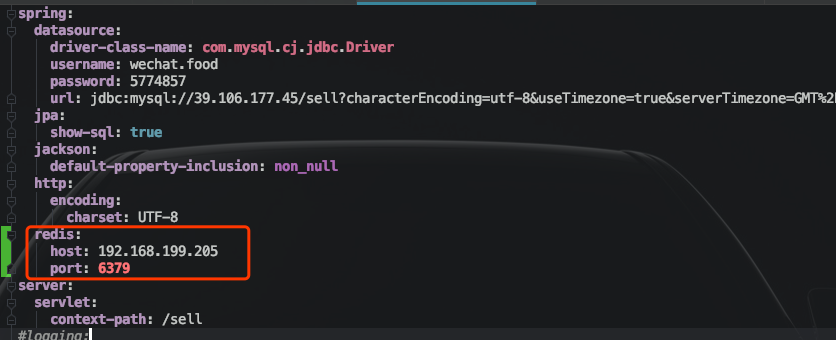 spring:
  datasource:
    driver-class-name: com.mysql.cj.jdbc.Driver
    username: wechat.food
    password: 5774857
    url: jdbc:mysql://39.106.177.45/sell?characterEncoding=utf-8&useTimezone=true&serverTimezone=GMT%2
  jpa:
    show-sql: true
  jackson:
    default-property-inclusion: non_null
  http:
    encoding:
      charset: UTF-8
  redis:
    host: 192.168.199.205
    port: 6379
server:
  servlet:
    context-path: /sell
#logging: